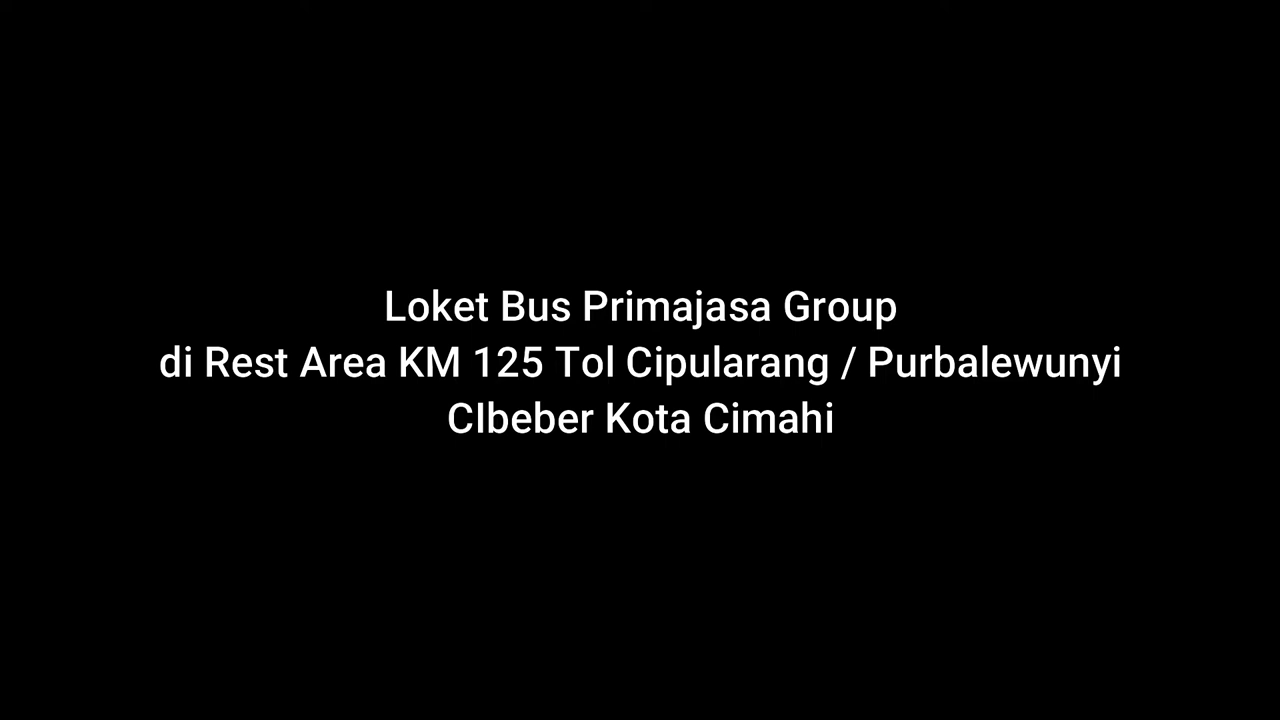 Loket Bus Primajasa Group
di Rest Area KM 125 Tol Cipularang / Purbalewunyi
CIbeber Kota Cimahi